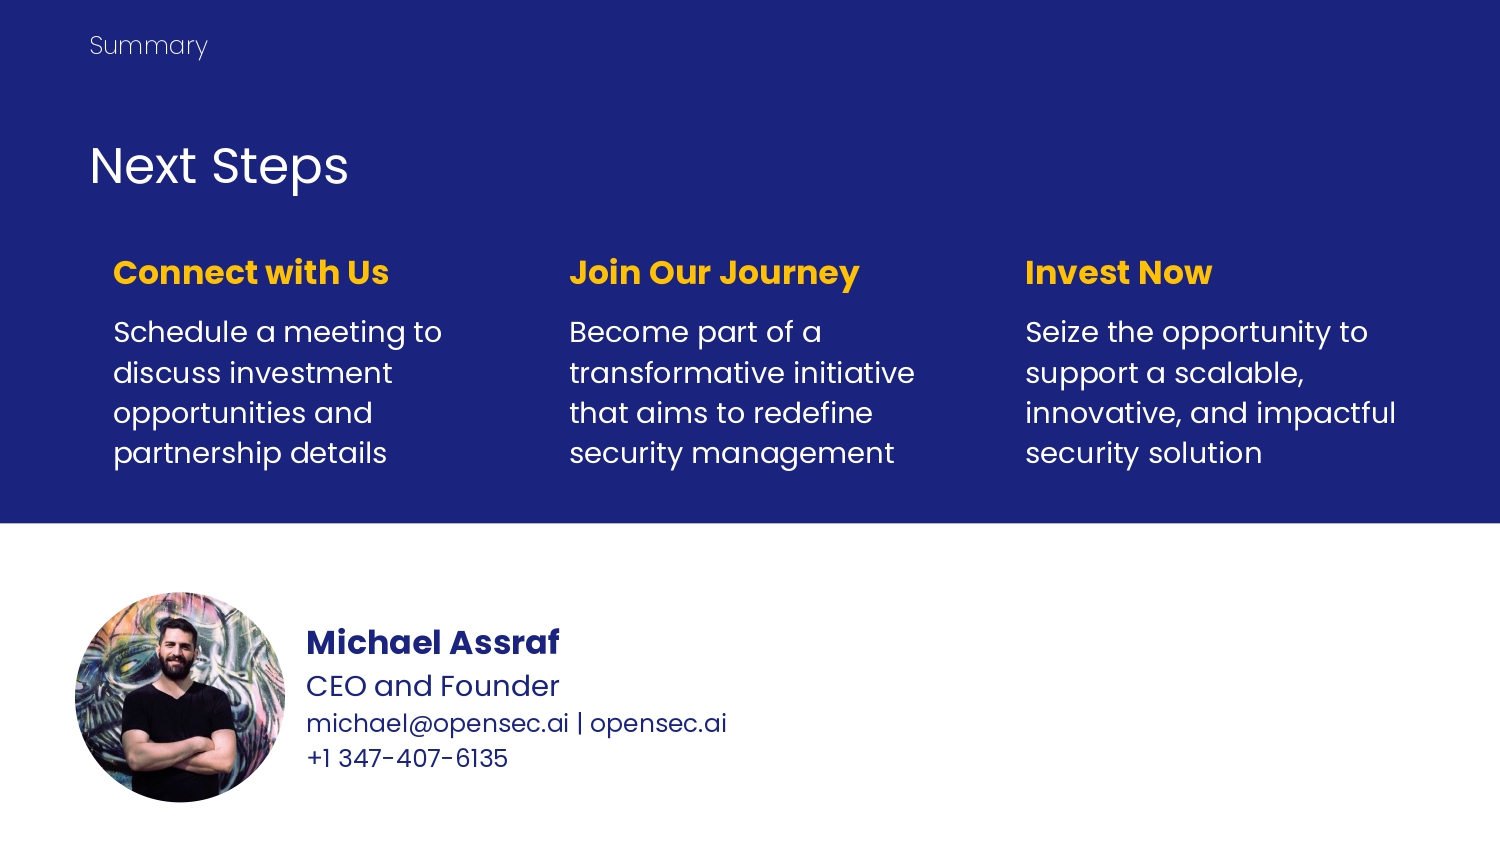 Summary
Next Steps
Connect with Us
Schedule a meeting to
discuss investment
opportunities and
partnership details
Join Our Journey
Become part of a
transformative initiative
that aims to redefine
security management
Invest Now
Seize the opportunity to
support a scalable,
innovative, and impactful
security solution
Michael Assraf
CEO and Founder
michael@opensec.ai | opensec.ai
+1 347-407-6135